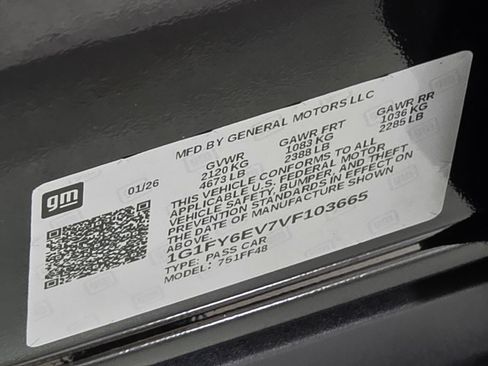 MFD BY GENERAL MOTORS LLC
gm
01/26
GVWR GAWR FRT GAWR RR
2120 KG 1083 KG 1036 KG
4673 LB 2388 LB 2285 LB
THIS VEHICLE CONFORMS TO ALL
APPLICABLE U.S. FEDERAL MOTOR
VEHICLE SAFETY, BUMPER, AND THEFT
PREVENTION STANDARDS IN EFFECT ON
THE DATE OF MANUFACTURE SHOWN
ABOVE.
1G1FY6EV7VF103665
TYPE: PASS CAR
MODEL: 751FF48